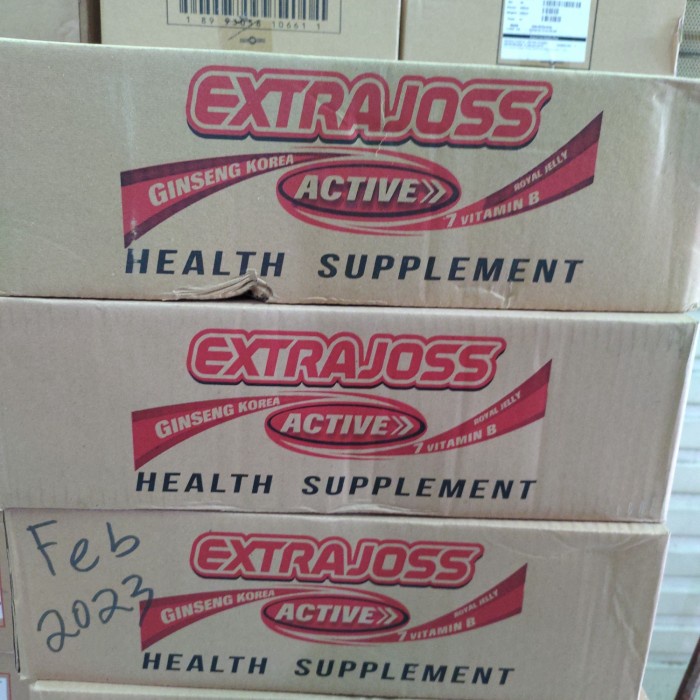 EXTRAJOSS
GINSENG KOREA
ACTIVE
ROYAL JELLY
7 VITAMIN B
HEALTH SUPPLEMENT
EXTRAJOSS
GINSENG KOREA
ACTIVE
ROYAL JELLY
7 VITAMIN B
HEALTH SUPPLEMENT
Feb
2023
EXTRAJOSS
GINSENG KOREA
ACTIVE
ROYAL JELLY
7 VITAMIN B
HEALTH SUPPLEMENT